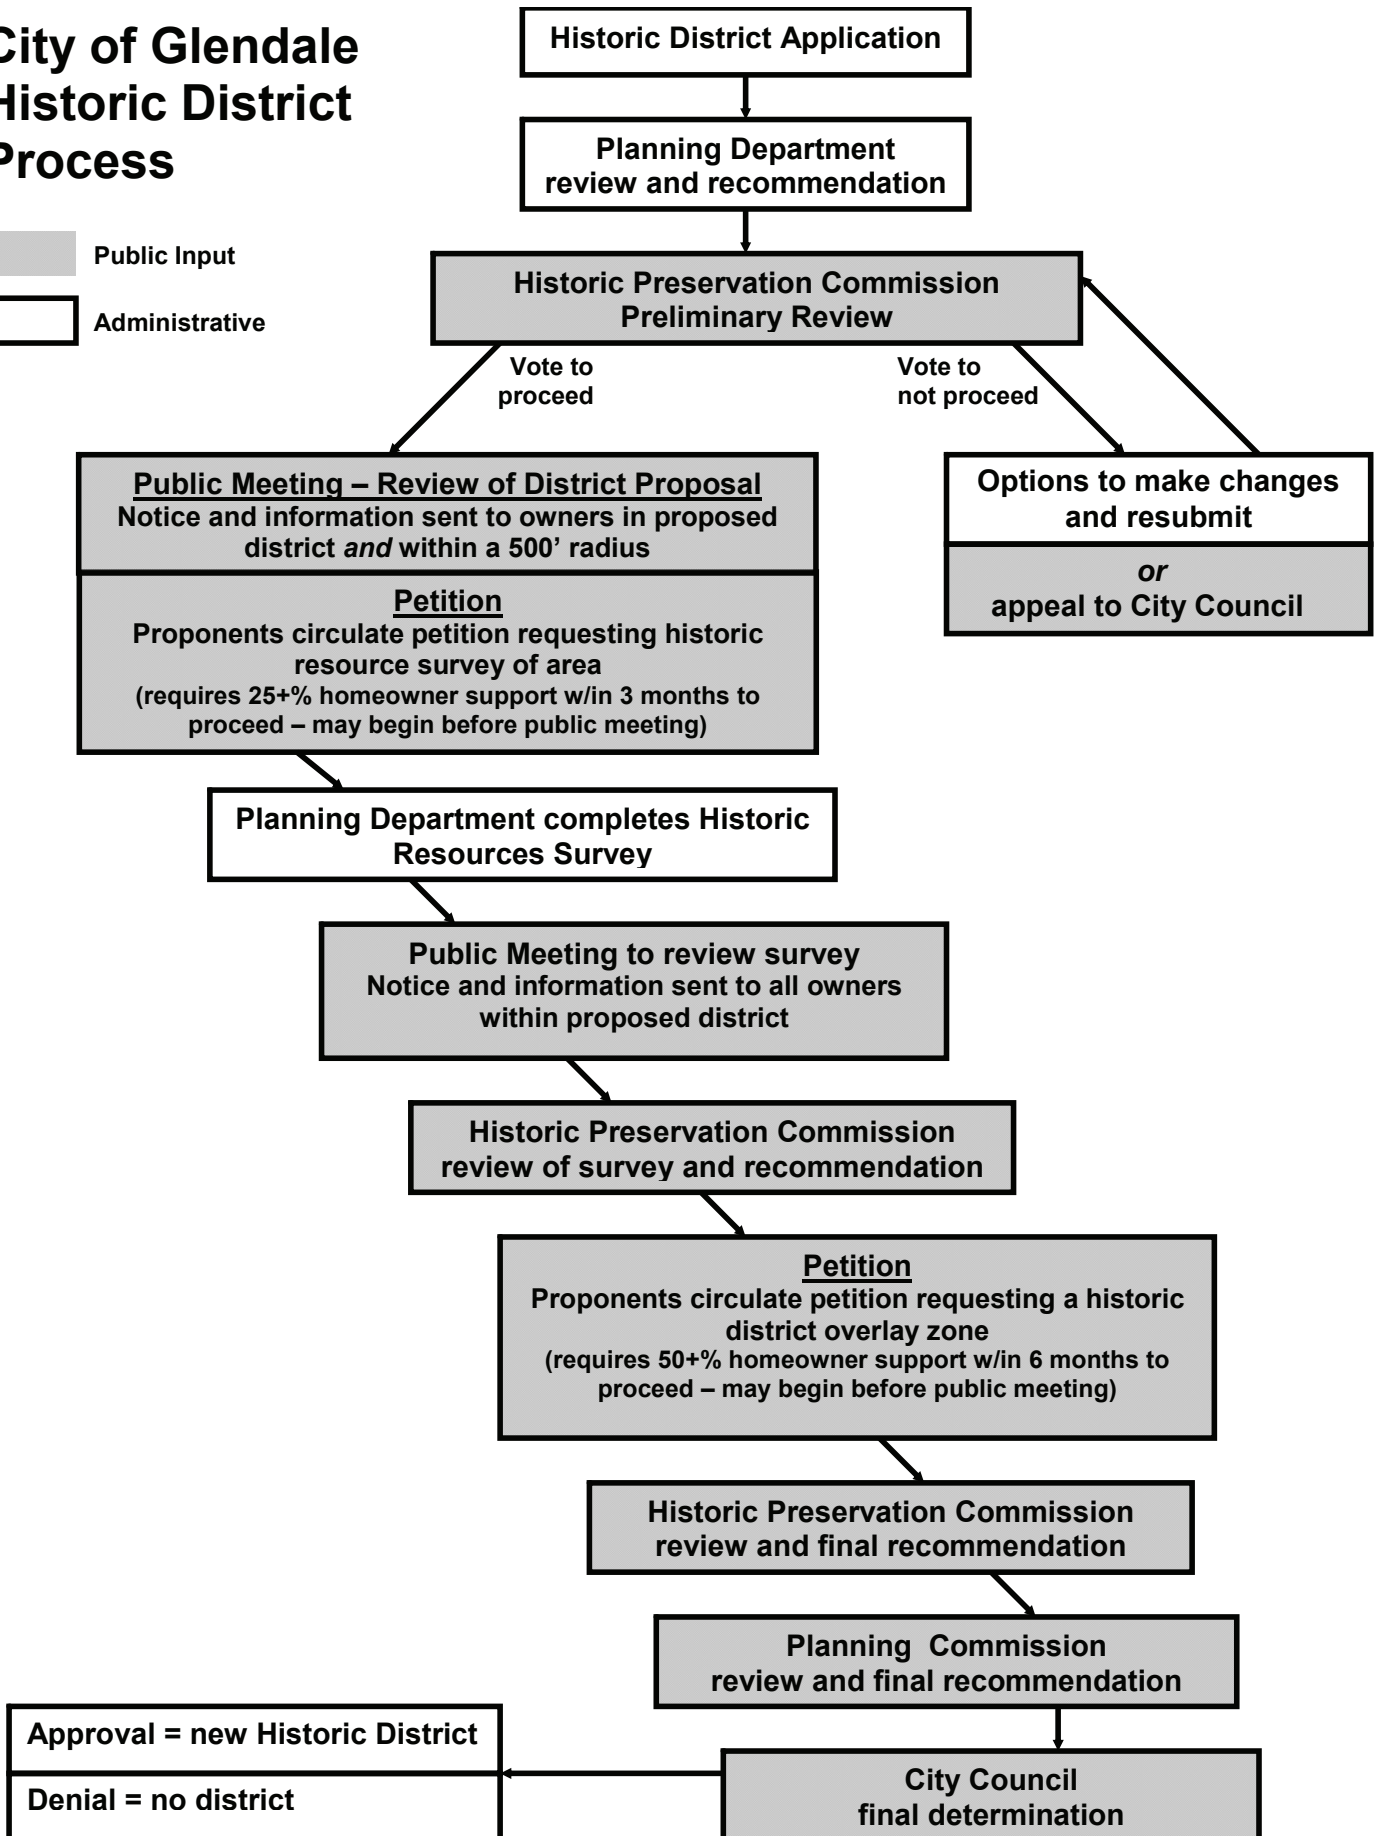 City of Glendale
Historic District
Process
Public Input
Administrative
Historic District Application
Planning Department
review and recommendation
Historic Preservation Commission
Preliminary Review
Vote to
proceed
Vote to
not proceed
Public Meeting – Review of District Proposal
Notice and information sent to owners in proposed
district and within a 500’ radius
Petition
Proponents circulate petition requesting historic
resource survey of area
(requires 25+% homeowner support w/in 3 months to
proceed – may begin before public meeting)
Options to make changes
and resubmit
or
appeal to City Council
Planning Department completes Historic
Resources Survey
Public Meeting to review survey
Notice and information sent to all owners
within proposed district
Historic Preservation Commission
review of survey and recommendation
Petition
Proponents circulate petition requesting a historic
district overlay zone
(requires 50+% homeowner support w/in 6 months to
proceed – may begin before public meeting)
Historic Preservation Commission
review and final recommendation
Planning  Commission
review and final recommendation
City Council
final determination
Approval = new Historic District
Denial = no district